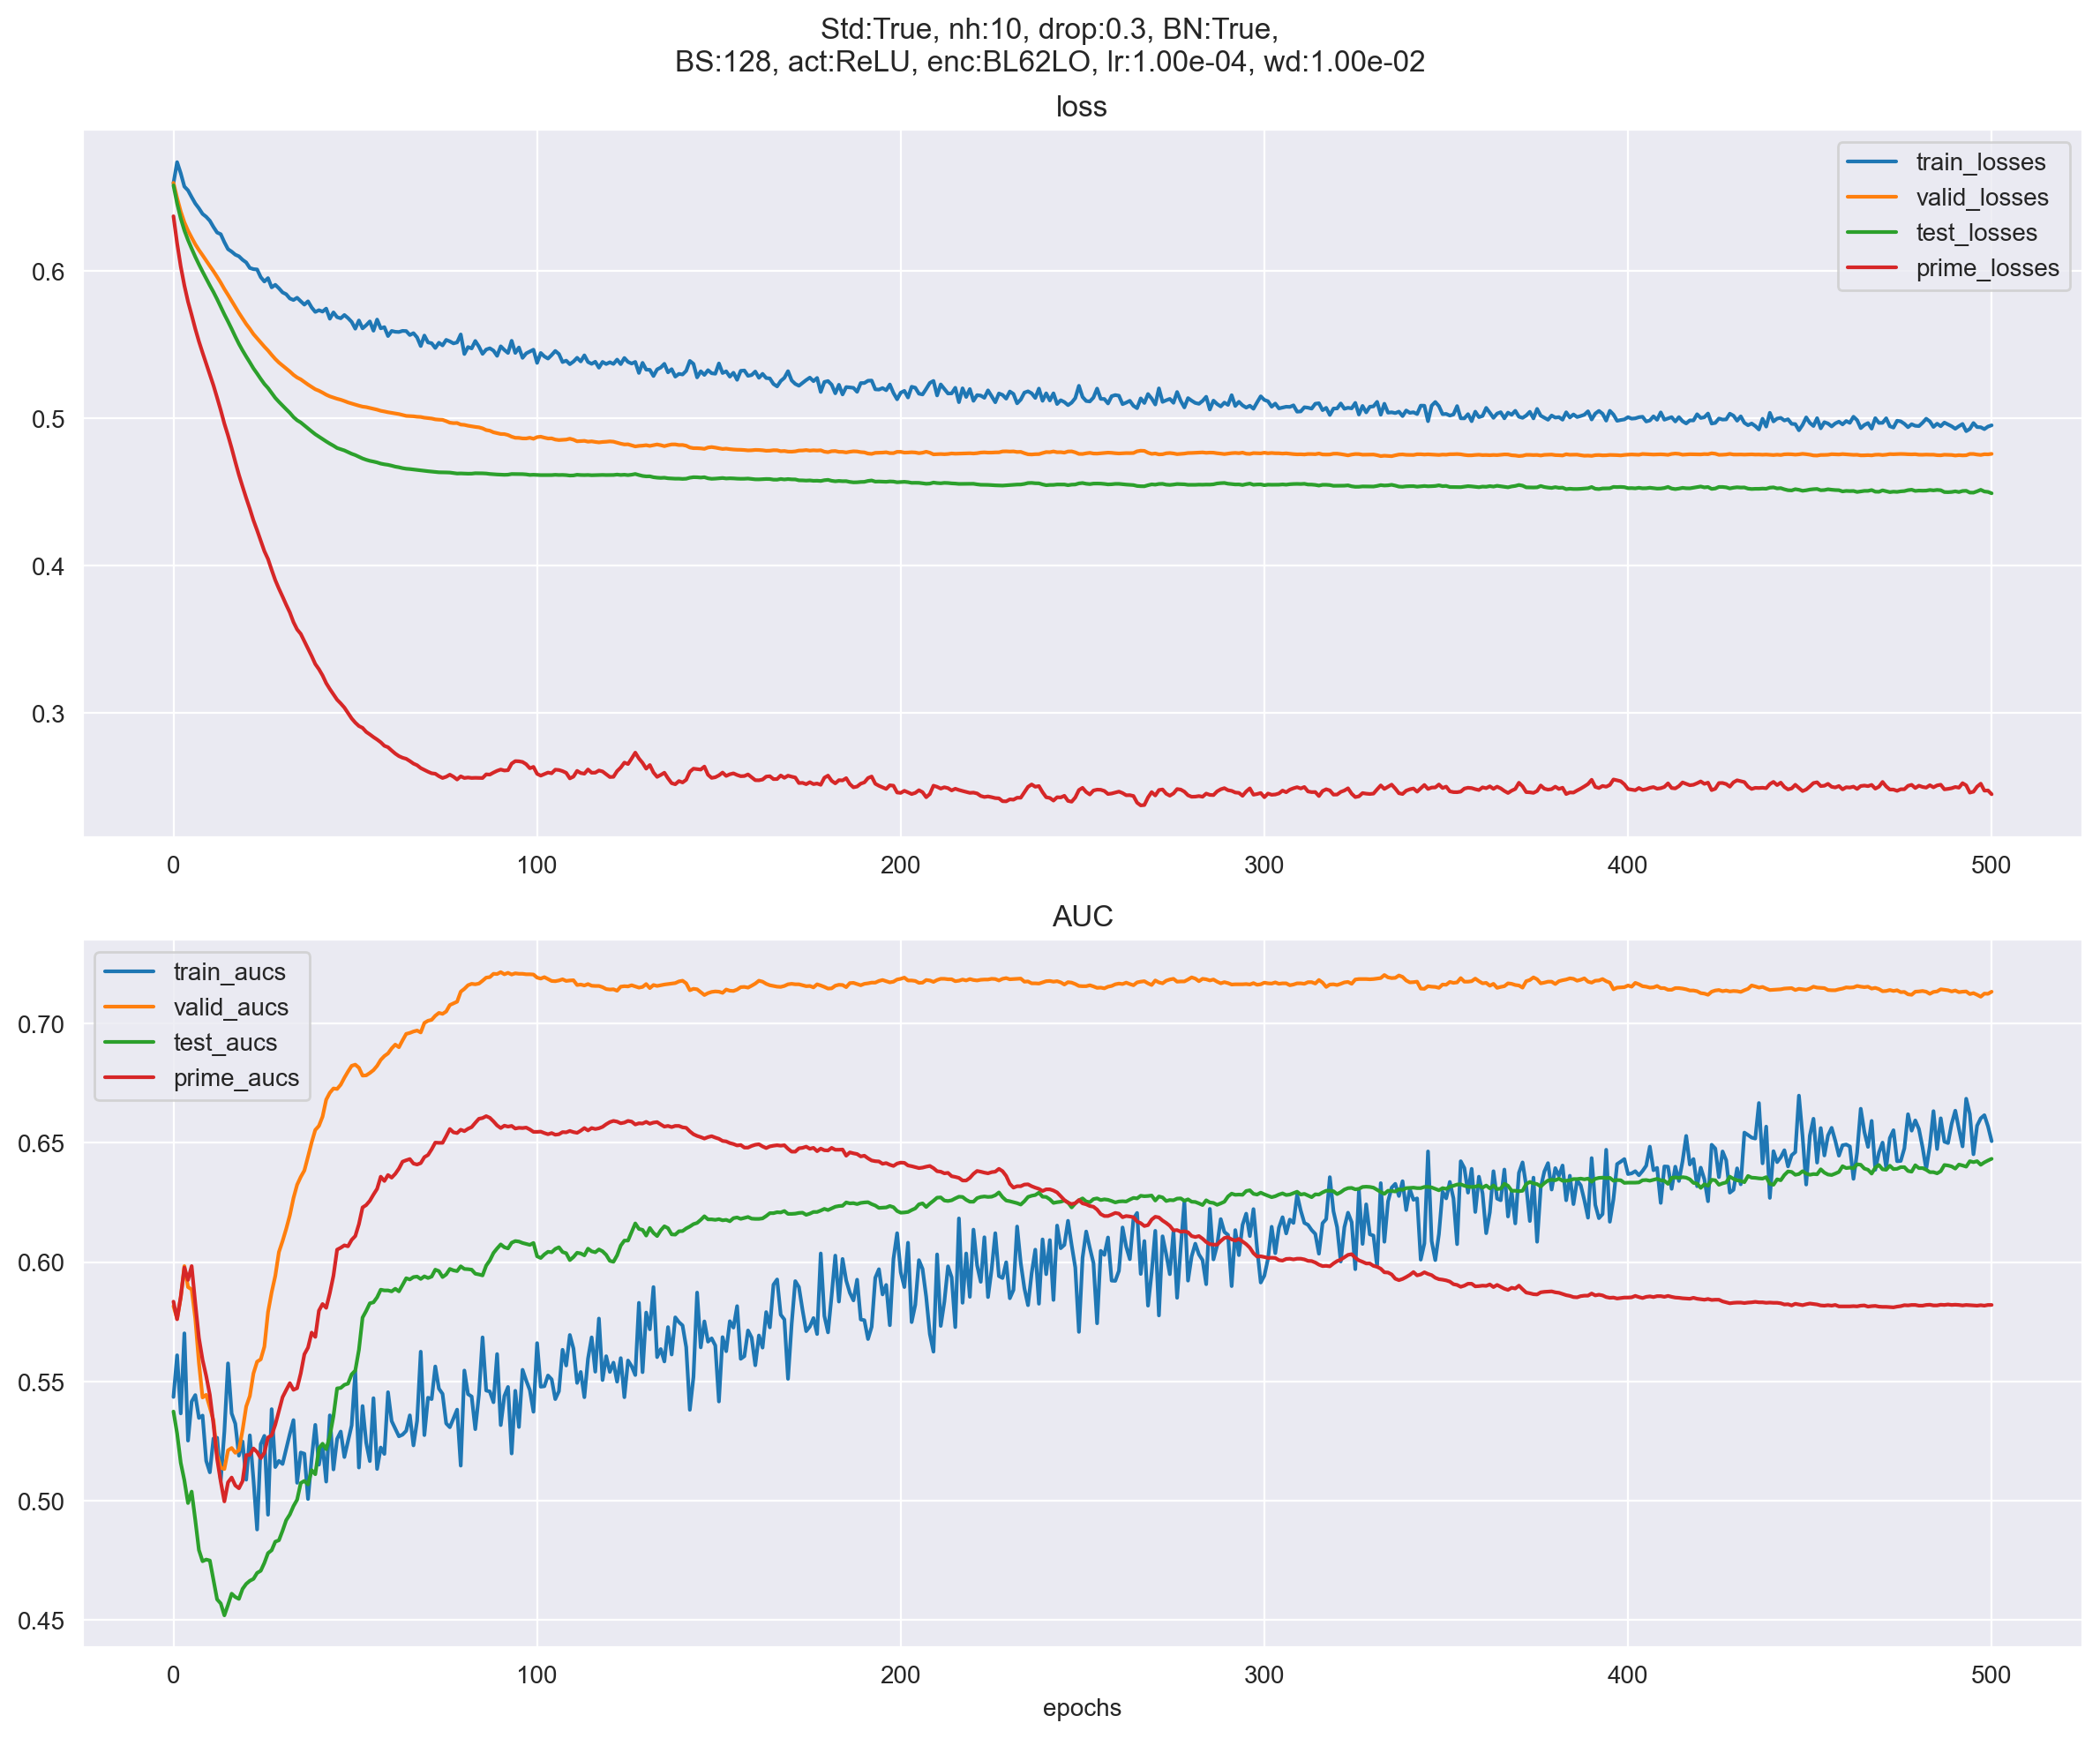 Std:True, nh:10, drop:0.3, BN:True,
BS:128, act:ReLU, enc:BL62LO, lr:1.00e-04, wd:1.00e-02
loss
train_losses
valid_losses
test_losses
prime_losses
0.6
0.5
0.4
0.3
0 100 200 300 400 500
AUC
train_aucs
valid_aucs
test_aucs
prime_aucs
0.70
0.65
0.60
0.55
0.50
0.45
0 100 200 300 400 500
epochs